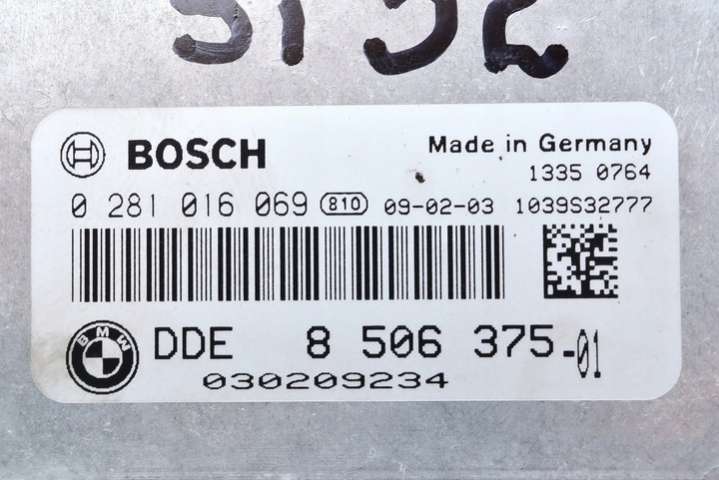 BOSCH
Made in Germany
1335 0764
0 281 016 069 810 09-02-03 1039S32777
BMW
DDE 8 506 375-01
030209234